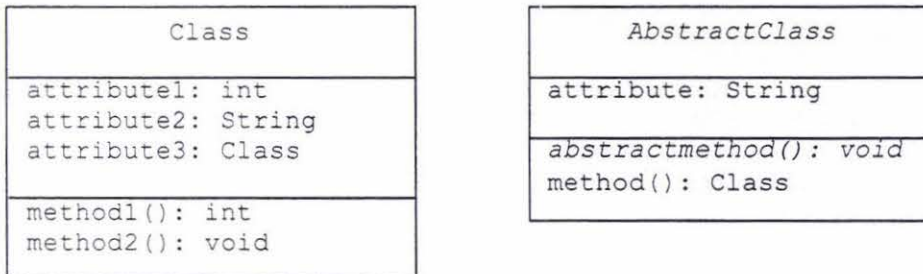 Class
attribute1: int
attribute2: String
attribute3: Class
method1(): int
method2(): void
AbstractClass
attribute: String
abstractmethod(): void
method(): Class